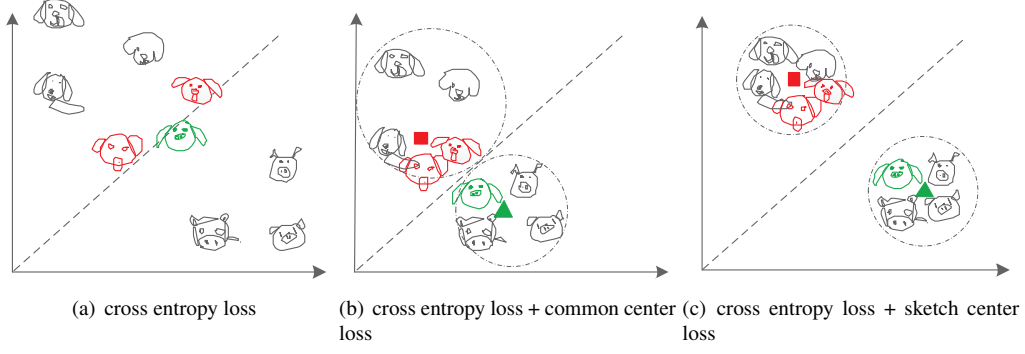 (a) cross entropy loss
(b) cross entropy loss + common center
loss
(c) cross entropy loss + sketch center
loss